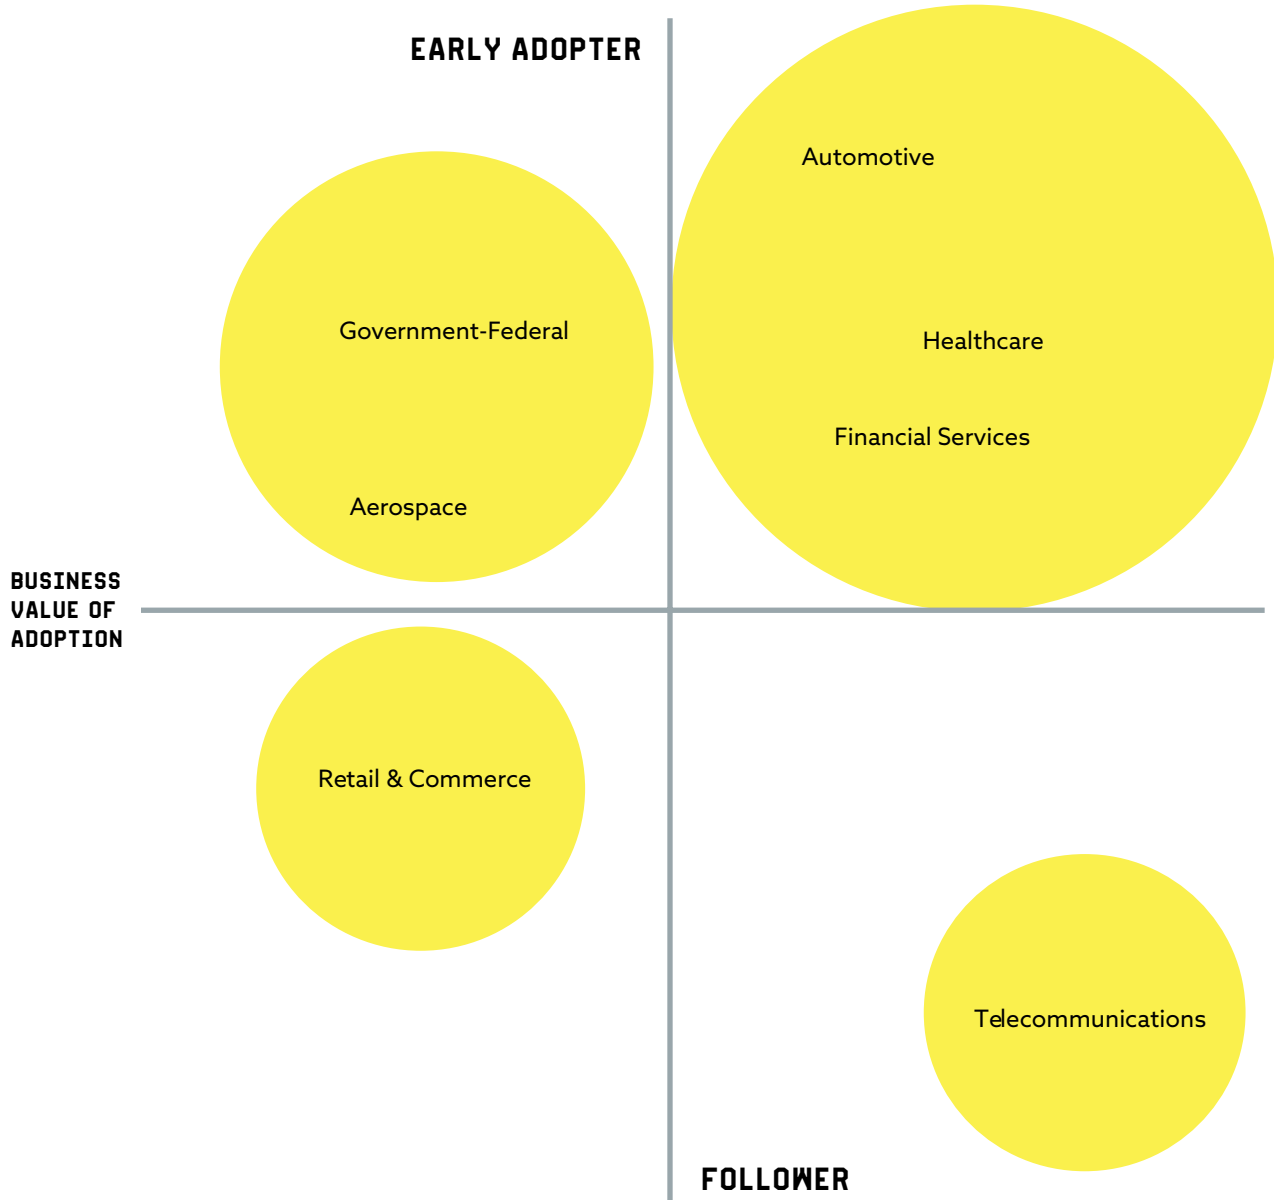 EARLY ADOPTER
Automotive
Government-Federal
Healthcare
Financial Services
Aerospace
BUSINESS
VALUE OF
ADOPTION
Retail & Commerce
Telecommunications
FOLLOWER